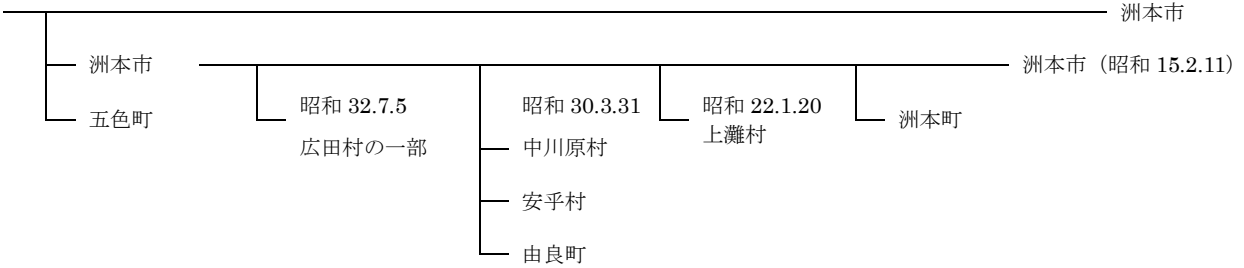 洲本市
洲本市
洲本市（昭和 15.2.11）
五色町
昭和 32.7.5
広田村の一部
昭和 30.3.31
中川原村
安乎村
由良町
昭和 22.1.20
上灘村
洲本町